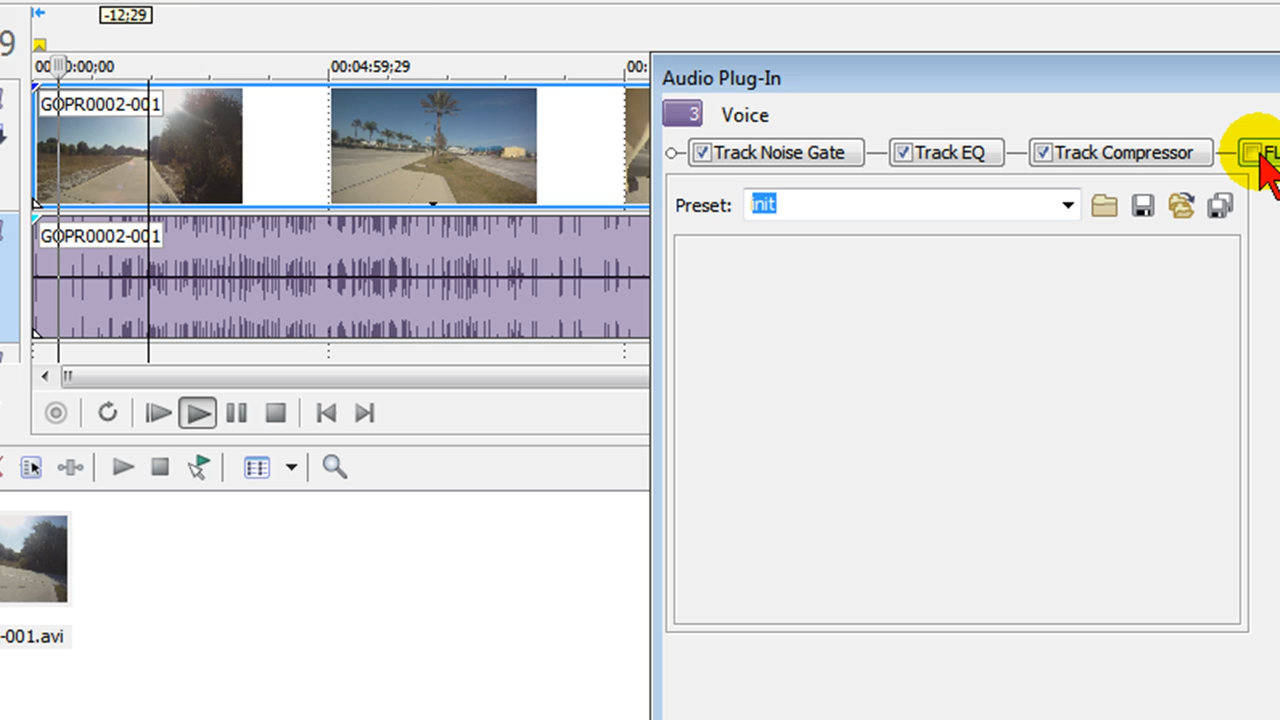 -12;29
9
00:00:00;00
00:04:59;29
00:
GOPR0002-001
GOPR0002-001
-001.avi
Audio Plug-In
3 Voice
Track Noise Gate Track EQ Track Compressor
Preset: init